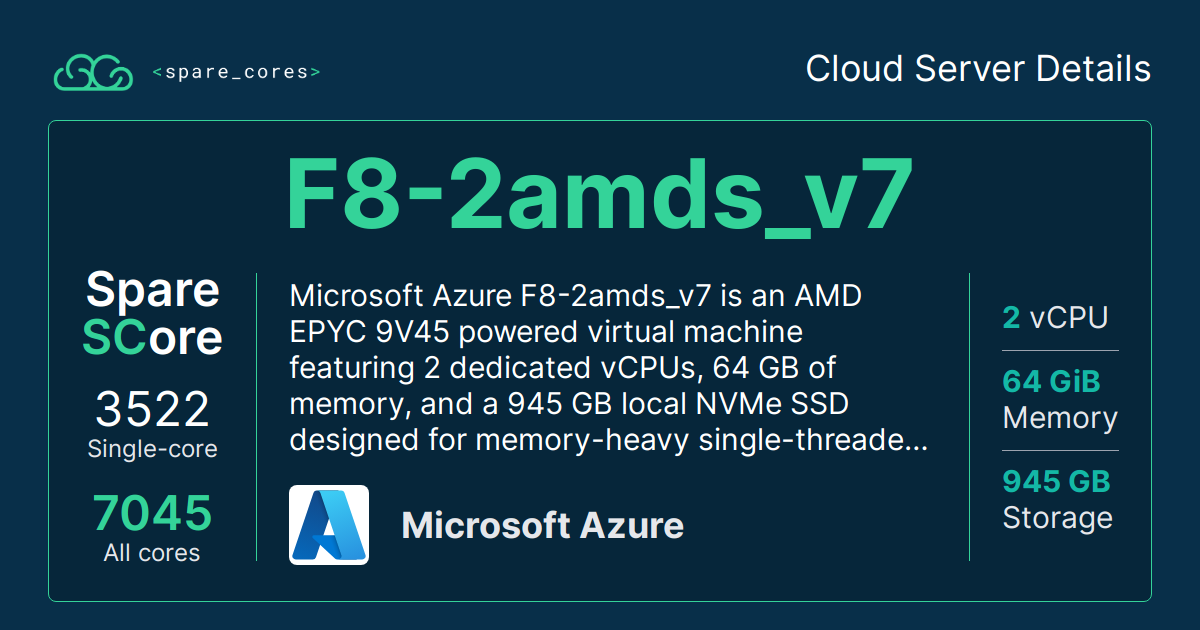 <spare_cores>
Cloud Server Details
F8-2amds_v7
Spare
SCore
3522
Single-core
7045
All cores
Microsoft Azure F8-2amds_v7 is an AMD
EPYC 9V45 powered virtual machine
featuring 2 dedicated vCPUs, 64 GB of
memory, and a 945 GB local NVMe SSD
designed for memory-heavy single-threade...
Microsoft Azure
2 vCPU
64 GiB
Memory
945 GB
Storage